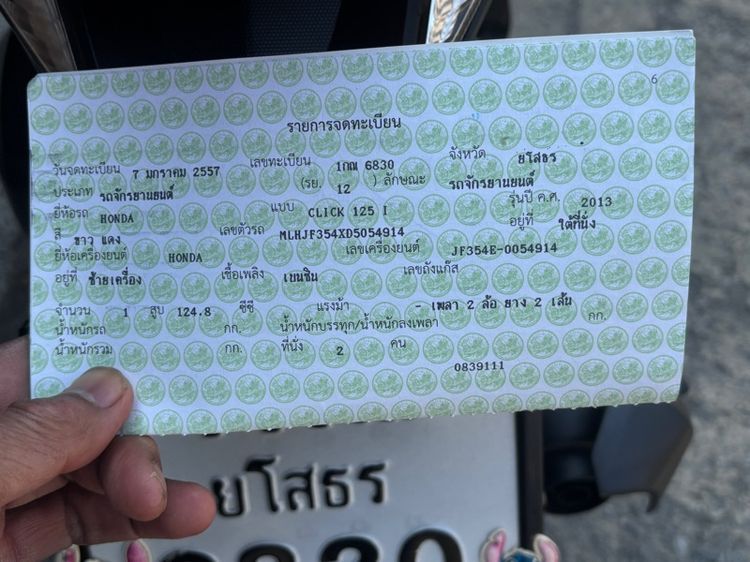 6
รายการจดทะเบียน
วันจดทะเบียน 7 มกราคม 2557 เลขทะเบียน 1กณ 6830 จังหวัด ยโสธร
ประเภท รถจักรยานยนต์ (รย. 12 ) ลักษณะ รถจักรยานยนต์
ยี่ห้อรถ HONDA แบบ CLICK 125 I รุ่นปี ค.ศ. 2013
สี ขาว แดง เลขตัวรถ MLHJF354XD5054914 อยู่ที่ ใต้ที่นั่ง
ยี่ห้อเครื่องยนต์ HONDA เลขเครื่องยนต์ JF354E-0054914
อยู่ที่ ซ้ายเครื่อง เชื้อเพลิง เบนซิน เลขถังแก๊ส
จำนวน 1 สูบ 124.8 ซีซี แรงม้า - เพลา 2 ล้อ ยาง 2 เส้น
น้ำหนักรถ กก. น้ำหนักบรรทุก/น้ำหนักลงเพลา กก.
น้ำหนักรวม กก. ที่นั่ง 2 คน
0839111
ยโสธร